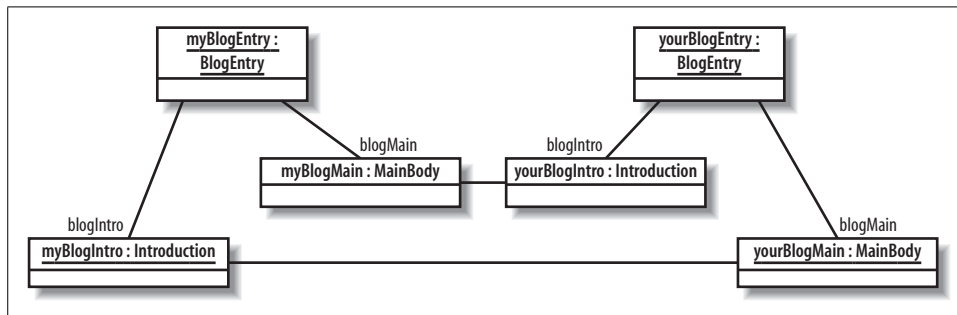 myBlogEntry :
BlogEntry
yourBlogEntry :
BlogEntry
blogMain
blogIntro
myBlogMain : MainBody
yourBlogIntro : Introduction
blogIntro
blogMain
myBlogIntro : Introduction
yourBlogMain : MainBody